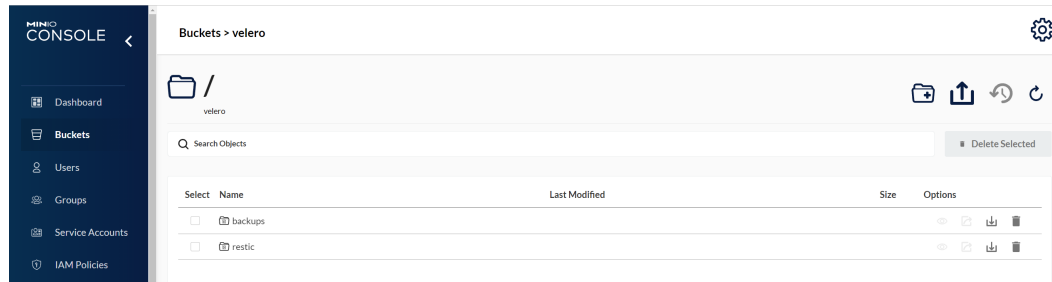 MINIO
CONSOLE
Buckets > velero
/
velero
Dashboard
Buckets
Users
Groups
Service Accounts
IAM Policies
Search Objects
Delete Selected
Select Name Last Modified Size Options
backups
restic